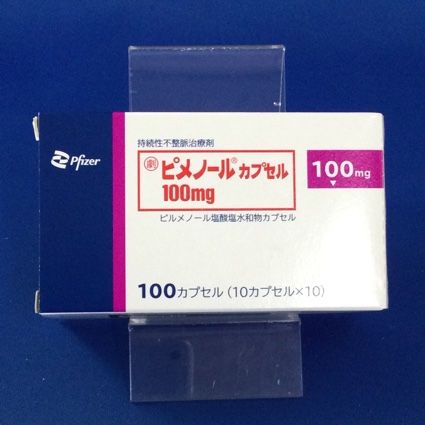 Pfizer
持続性不整脈治療剤
劇 ピメノール® カプセル
100mg
100mg
ピルメノール塩酸塩水和物カプセル
100カプセル (10カプセル×10)